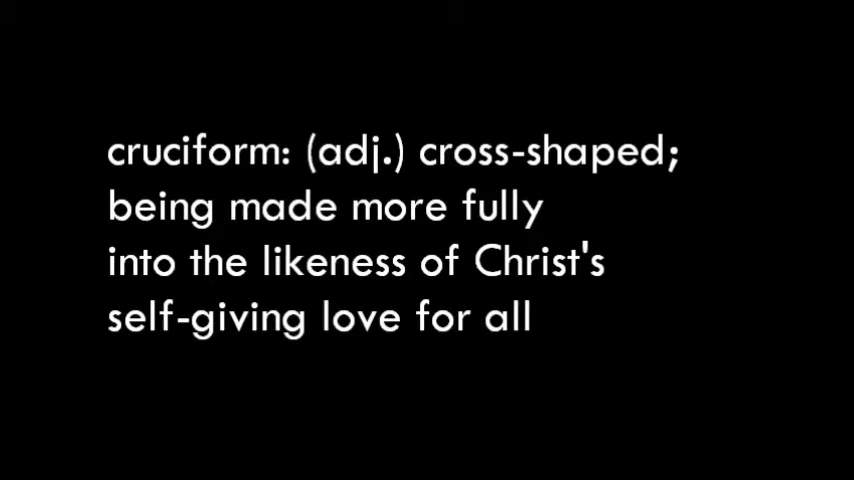 cruciform: (adj.) cross-shaped;
being made more fully
into the likeness of Christ's
self-giving love for all